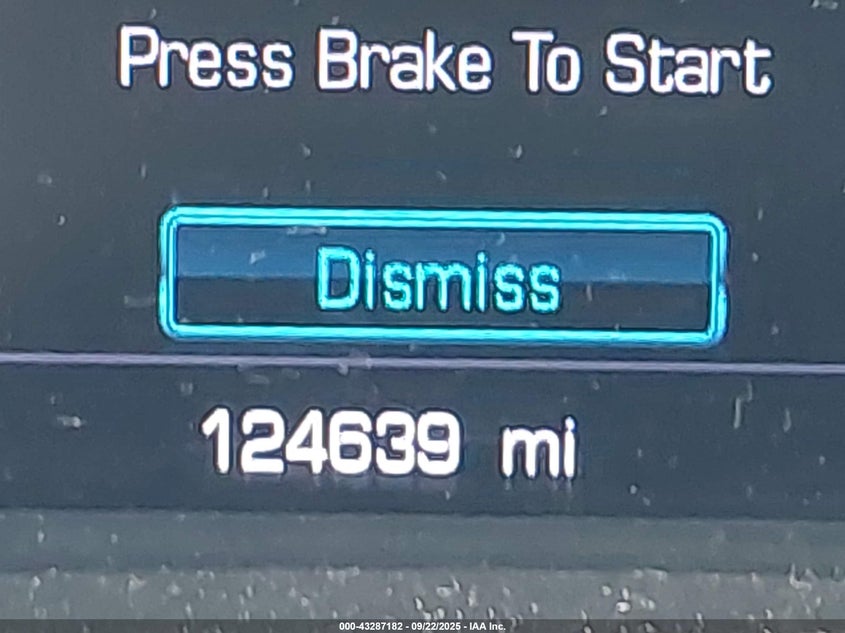 Press Brake To Start
Dismiss
124639 mi
000-43287182 - 09/22/2025 - IAA Inc.